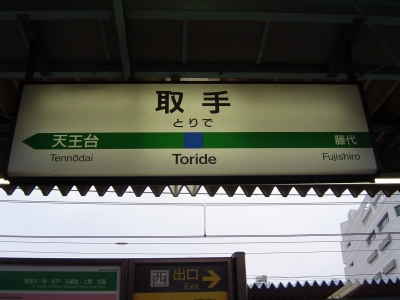 取手
とりで
天王台
藤代
Tennōdai
Toride
Fujishiro
西
出口
Exit